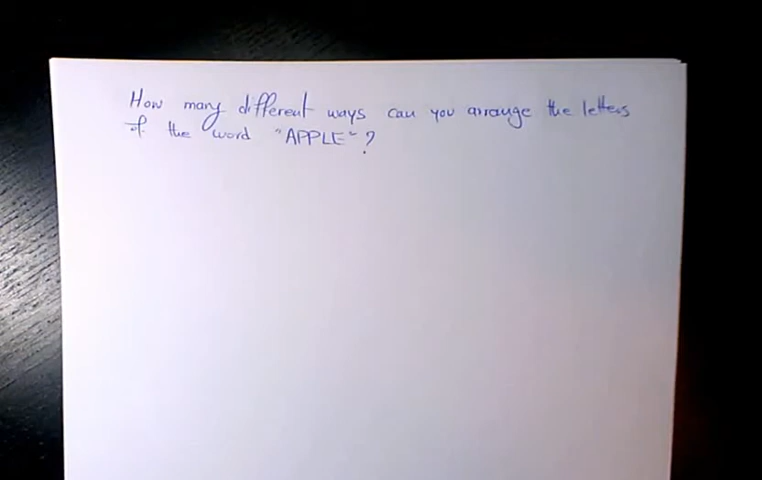 How many different ways can you arrange the letters
of the word "APPLE"?